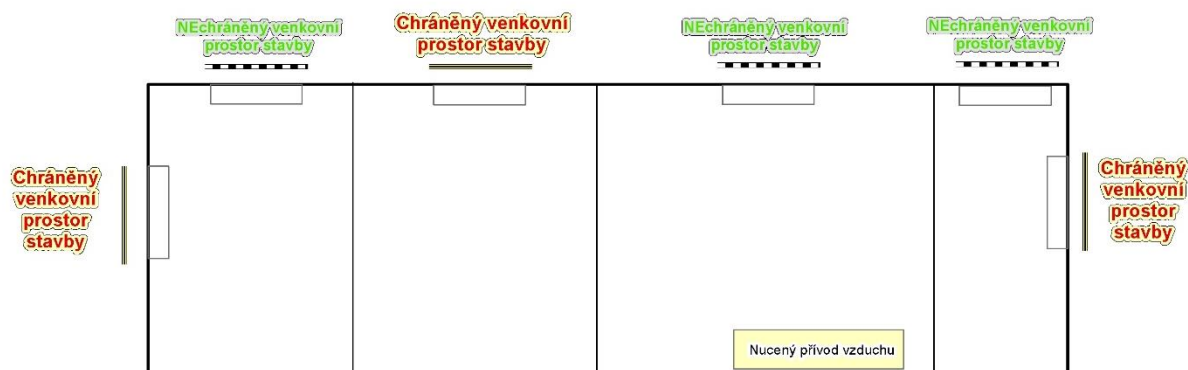 NEchráněný venkovní
prostor stavby
Chráněný venkovní
prostor stavby
NEchráněný venkovní
prostor stavby
NEchráněný venkovní
prostor stavby
Chráněný
venkovní
prostor
stavby
Chráněný
venkovní
prostor
stavby
Nucený přívod vzduchu